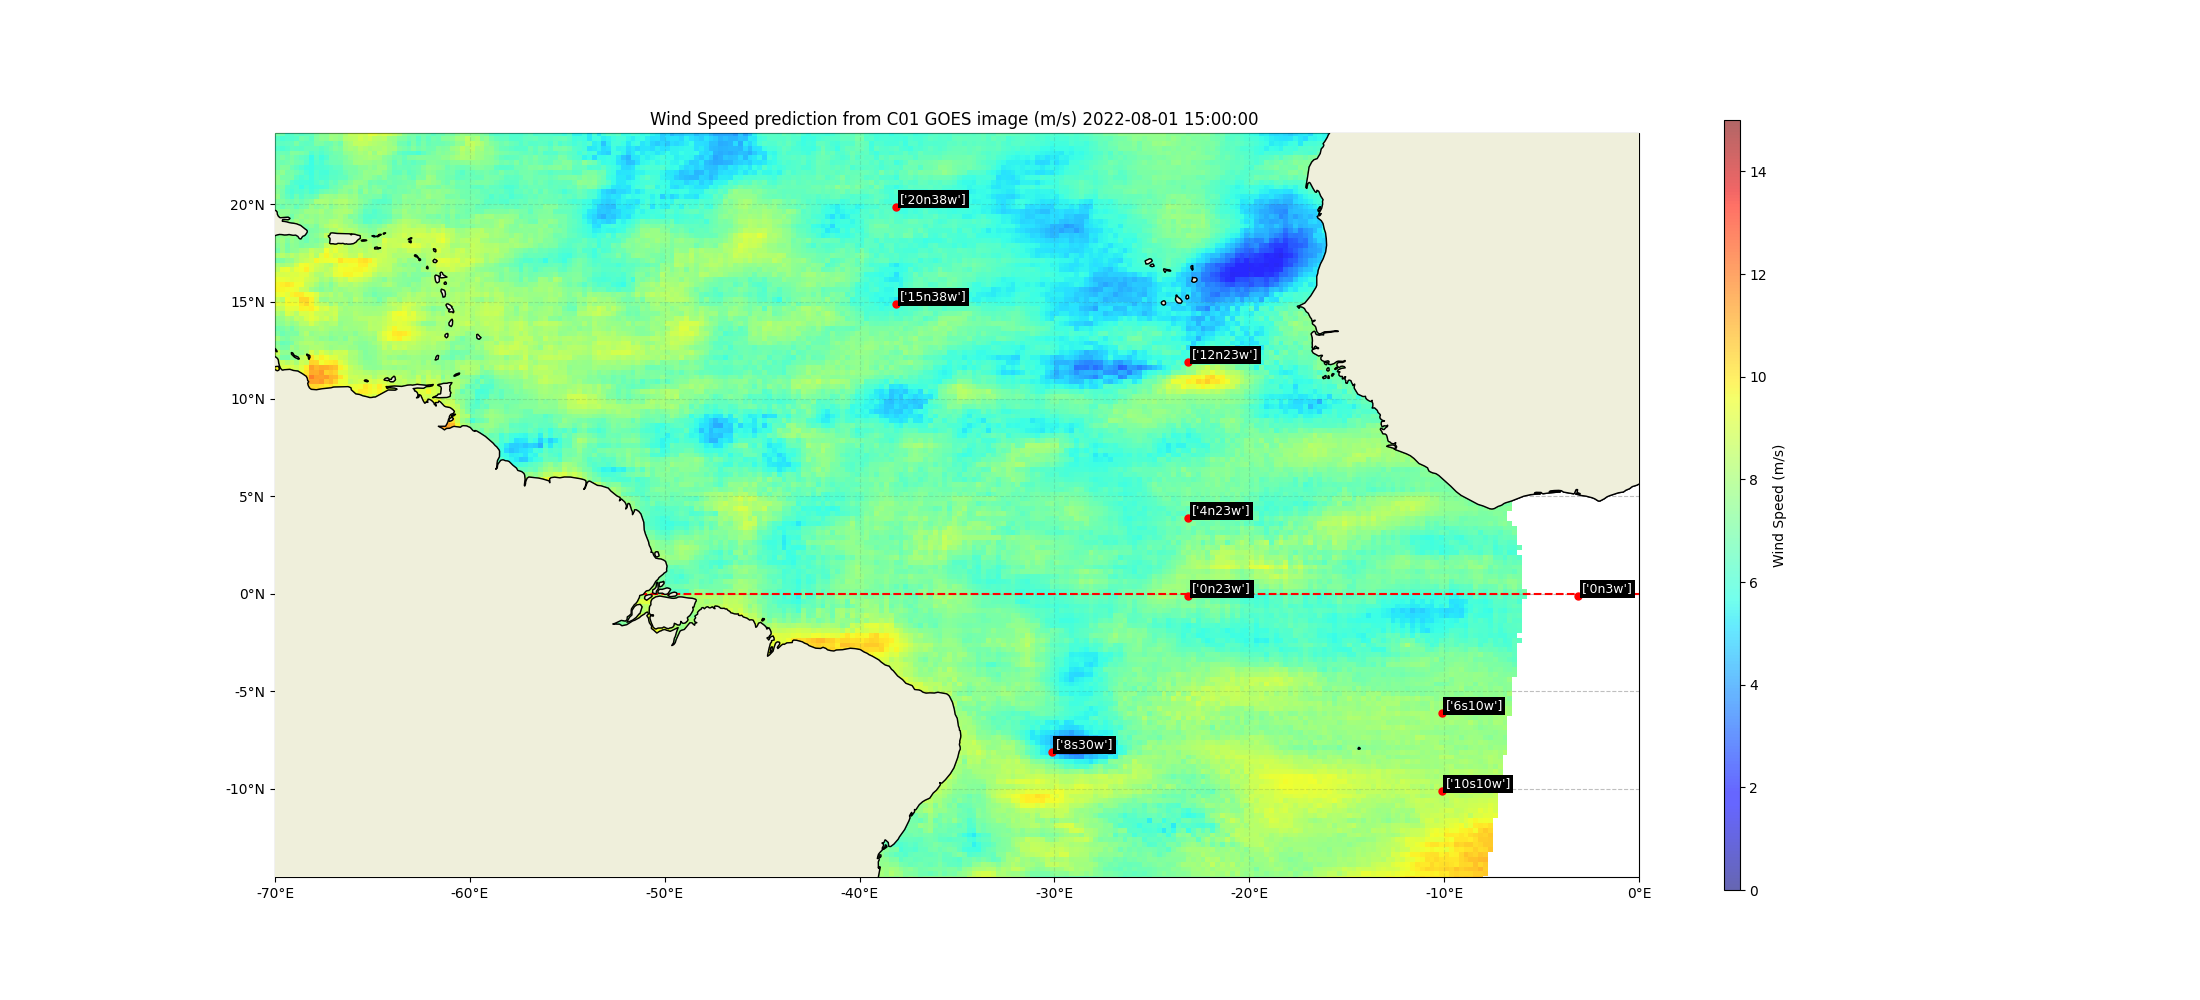 Wind Speed prediction from C01 GOES image (m/s) 2022-08-01 15:00:00
20°N
15°N
10°N
5°N
0°N
-5°N
-10°N
['20n38w']
['15n38w']
['12n23w']
['4n23w']
['0n23w']
['0n3w']
['6s10w']
['8s30w']
['10s10w']
-70°E
-60°E
-50°E
-40°E
-30°E
-20°E
-10°E
0°E
14
12
10
8
6
4
2
0
Wind Speed (m/s)